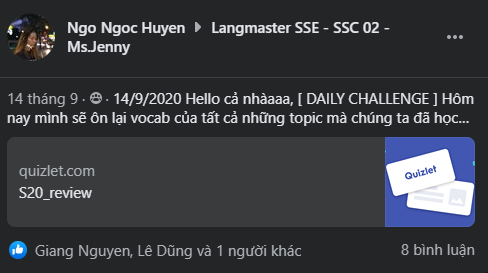 Ngo Ngoc Huyen ▸ Langmaster SSE - SSC 02 -
Ms.Jenny
14 tháng 9 · 14/9/2020 Hello cả nhàaaa, [ DAILY CHALLENGE ] Hôm
nay mình sẽ ôn lại vocab của tất cả những topic mà chúng ta đã học...
quizlet.com
S20_review
Quizlet
Giang Nguyen, Lê Dũng và 1 người khác
8 bình luận